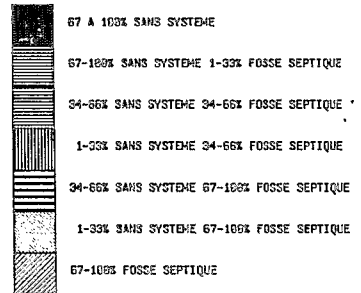 67 A 100% SANS SYSTEME
67-100% SANS SYSTEME 1-33% FOSSE SEPTIQUE
34-66% SANS SYSTEME 34-66% FOSSE SEPTIQUE
1-33% SANS SYSTEME 34-66% FOSSE SEPTIQUE
34-66% SANS SYSTEME 67-100% FOSSE SEPTIQUE
1-33% SANS SYSTEME 67-100% FOSSE SEPTIQUE
67-100% FOSSE SEPTIQUE